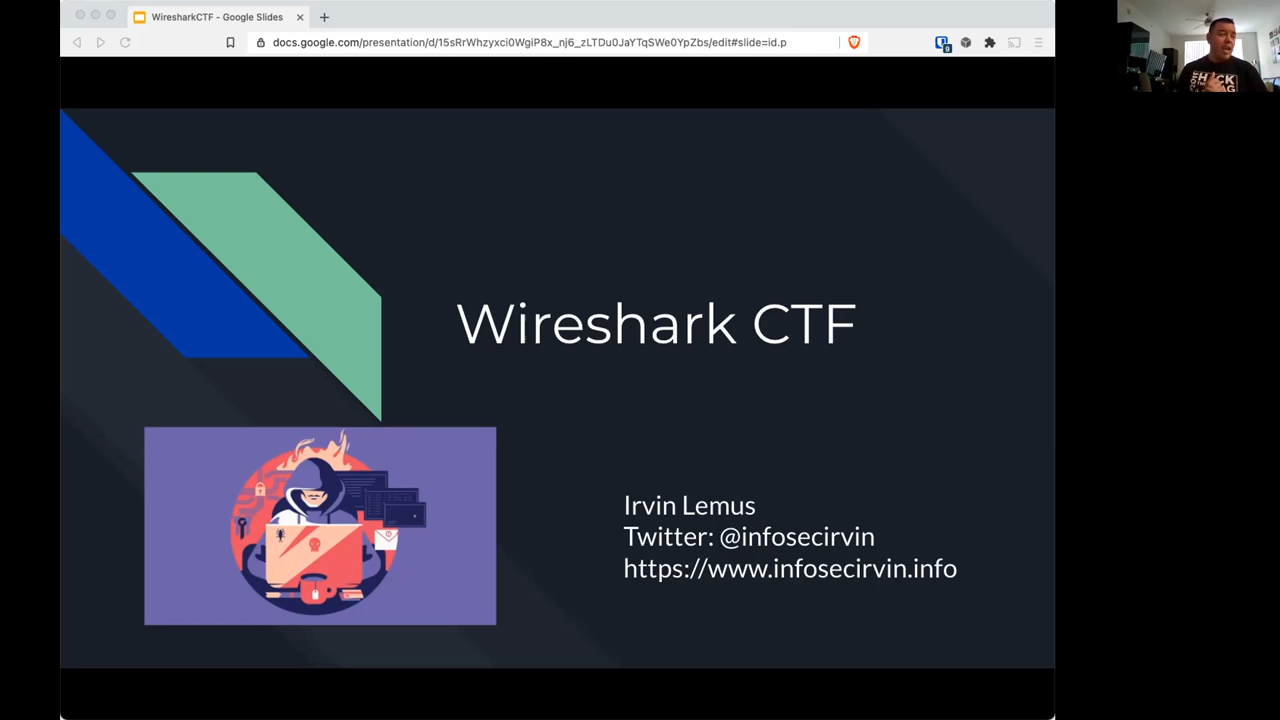 WiresharkCTF - Google Slides
docs.google.com/presentation/d/15sRrWhzyxci0WgiP8x_nj6_zLTDu0JaYTqSWe0YpZbs/edit#slide=id.p
9
Wireshark CTF
Irvin Lemus
Twitter: @infosecirvin
https://www.infosecirvin.info